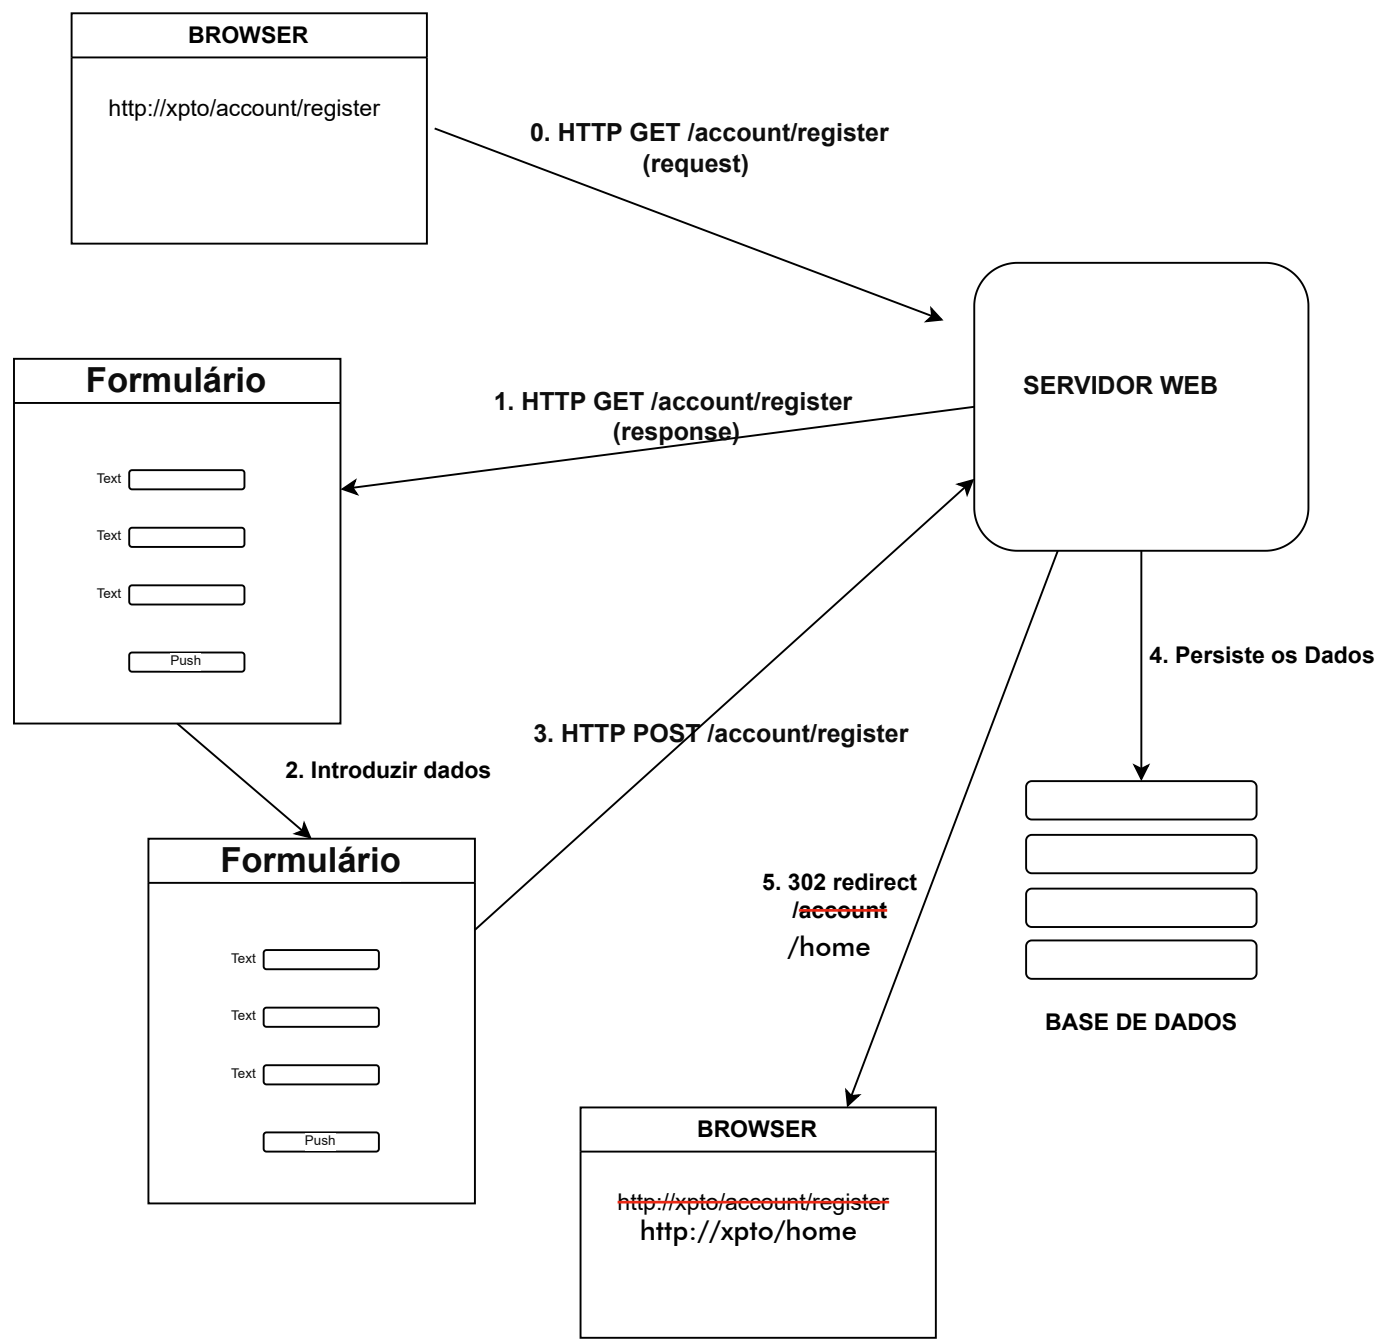 BROWSER
http://xpto/account/register
0. HTTP GET /account/register
(request)
SERVIDOR WEB
Formulário
1. HTTP GET /account/register
(response)
Text
Text
Text
Push
4. Persiste os Dados
3. HTTP POST /account/register
2. Introduzir dados
Formulário
5. 302 redirect
/account
/home
Text
Text
Text
Push
BASE DE DADOS
BROWSER
http://xpto/account/register
http://xpto/home